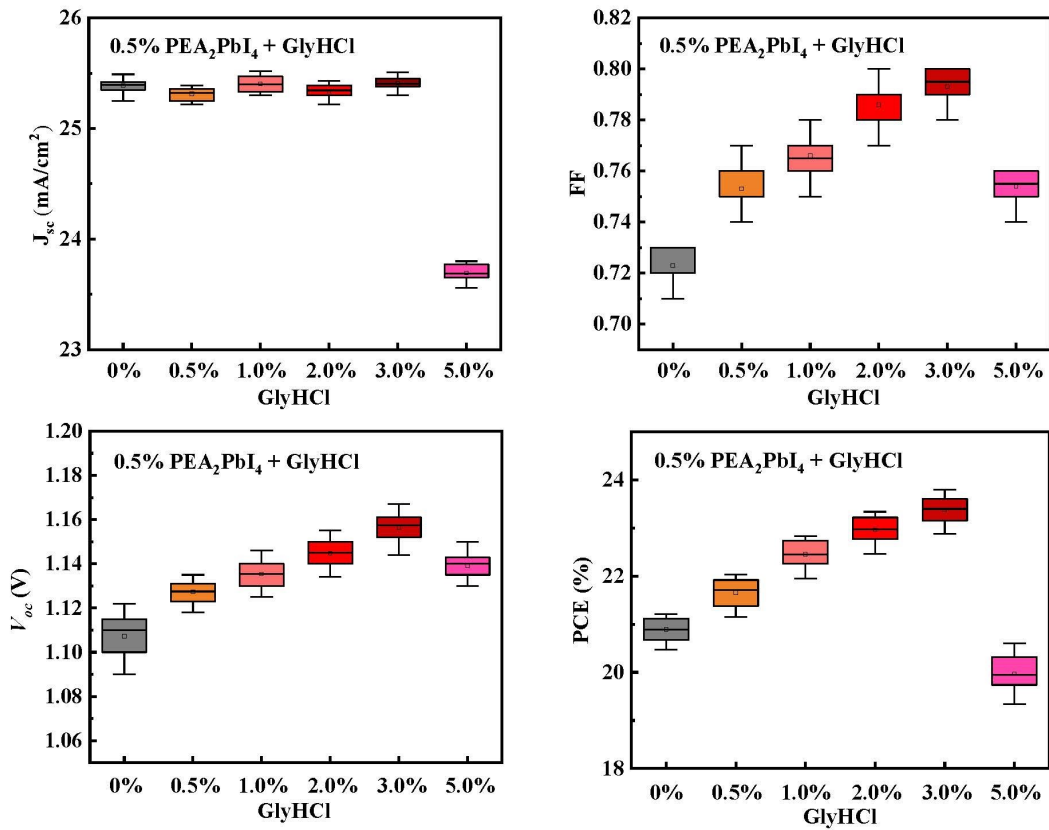 0.5% PEA₂PbI₄ + GlyHCl
26
25
24
23
Jsc (mA/cm²)
0% 0.5% 1.0% 2.0% 3.0% 5.0%
GlyHCl
0.5% PEA₂PbI₄ + GlyHCl
0.82
0.80
0.78
0.76
0.74
0.72
0.70
FF
0% 0.5% 1.0% 2.0% 3.0% 5.0%
GlyHCl
0.5% PEA₂PbI₄ + GlyHCl
1.20
1.18
1.16
1.14
1.12
1.10
1.08
1.06
Voc (V)
0% 0.5% 1.0% 2.0% 3.0% 5.0%
GlyHCl
0.5% PEA₂PbI₄ + GlyHCl
24
22
20
18
PCE (%)
0% 0.5% 1.0% 2.0% 3.0% 5.0%
GlyHCl